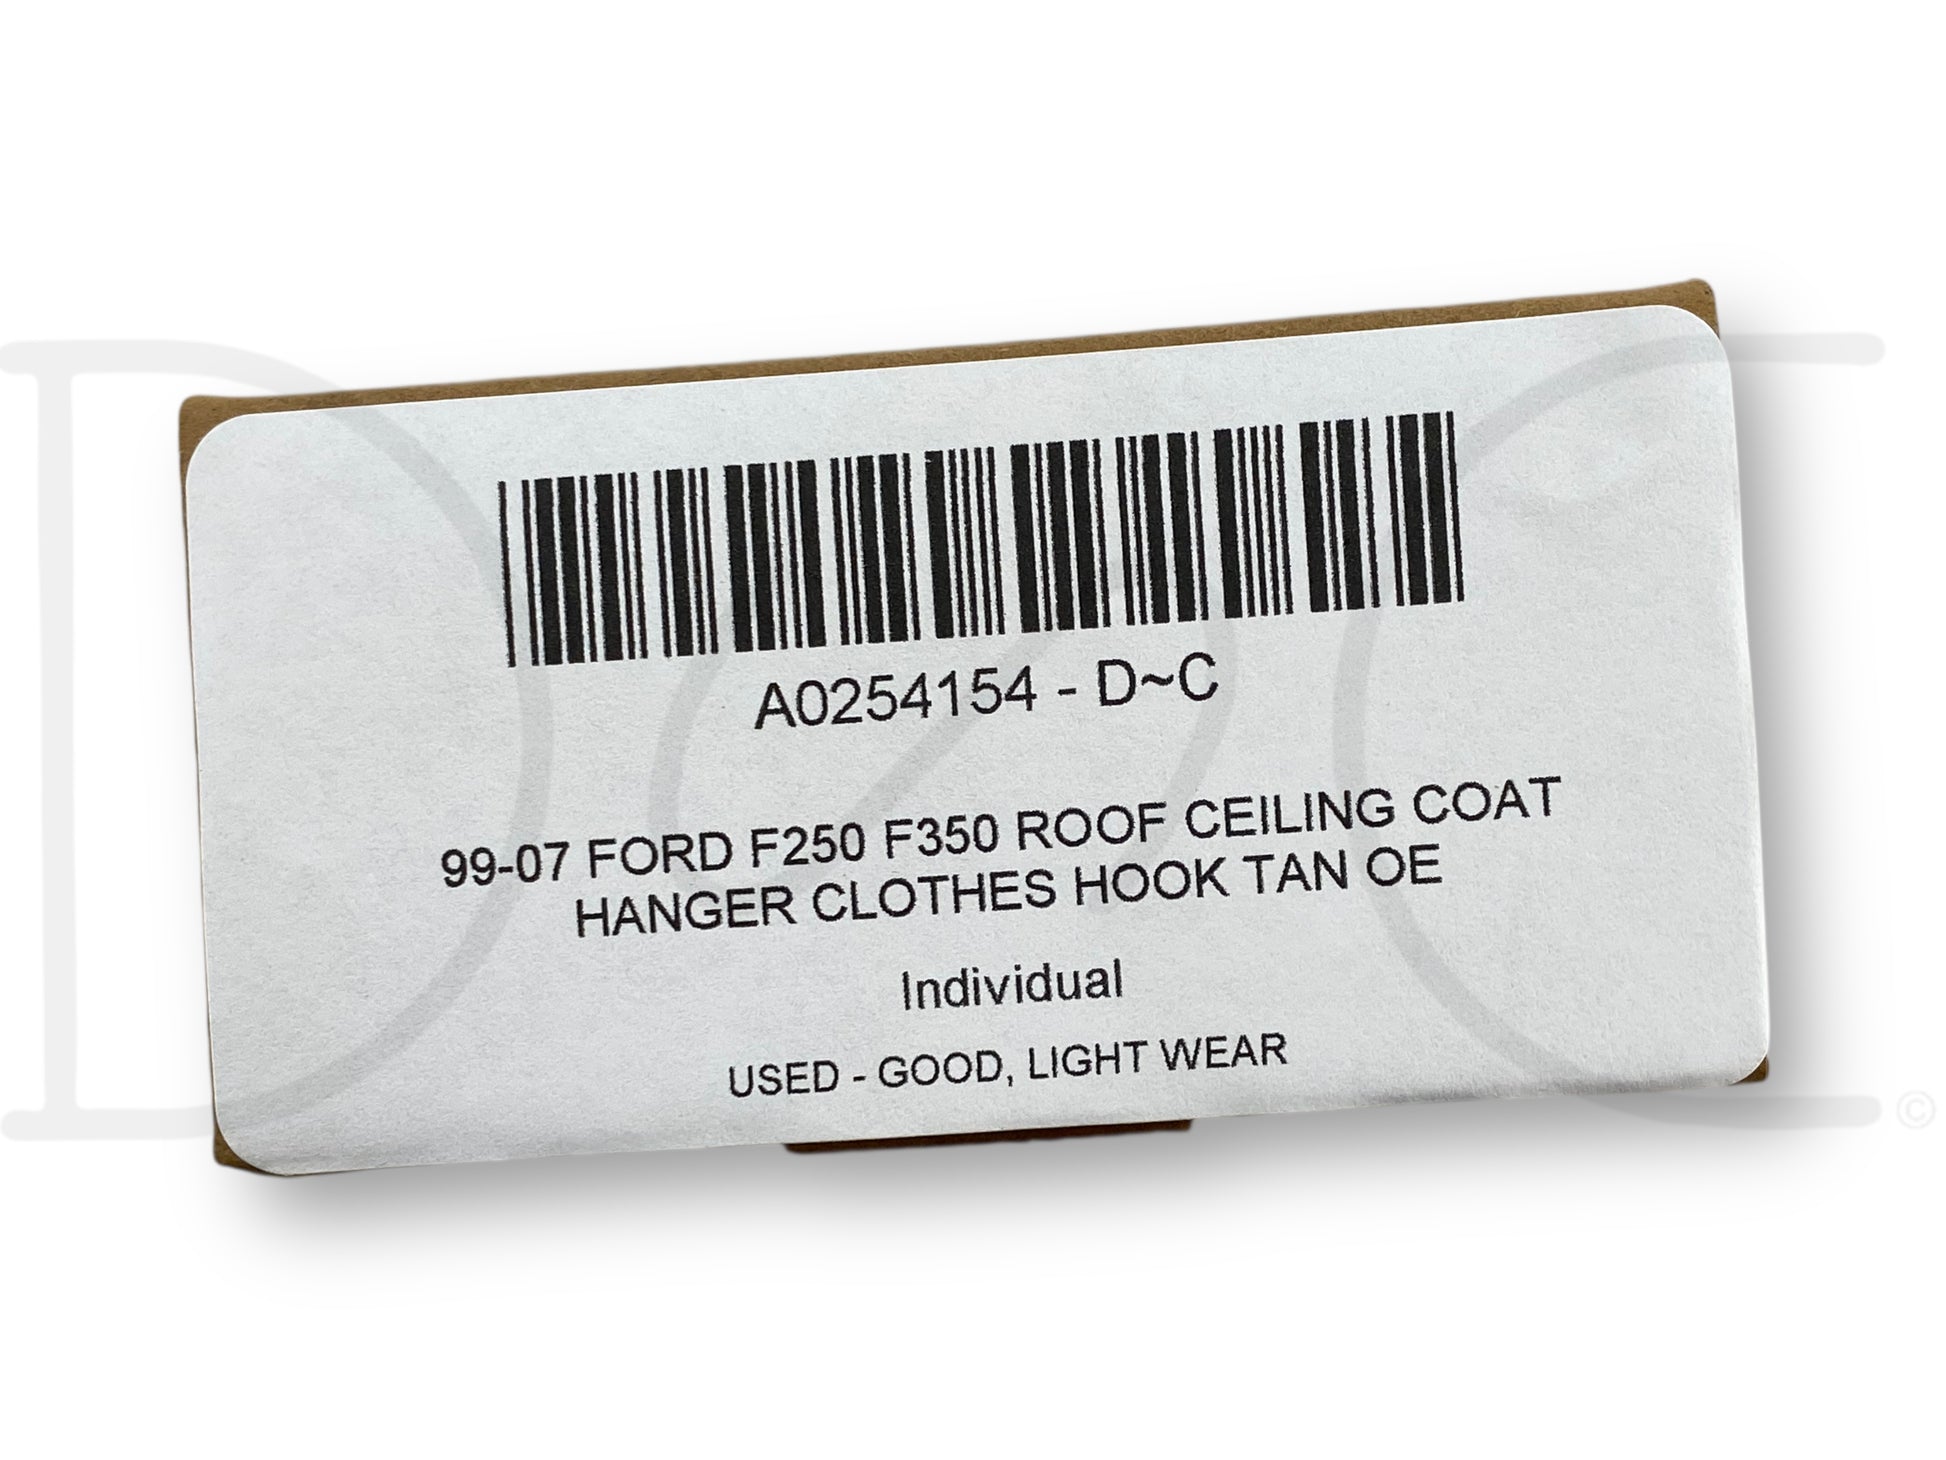 A0254154 - D~C
99-07 FORD F250 F350 ROOF CEILING COAT
HANGER CLOTHES HOOK TAN OE
Individual
USED - GOOD, LIGHT WEAR
D~C
©